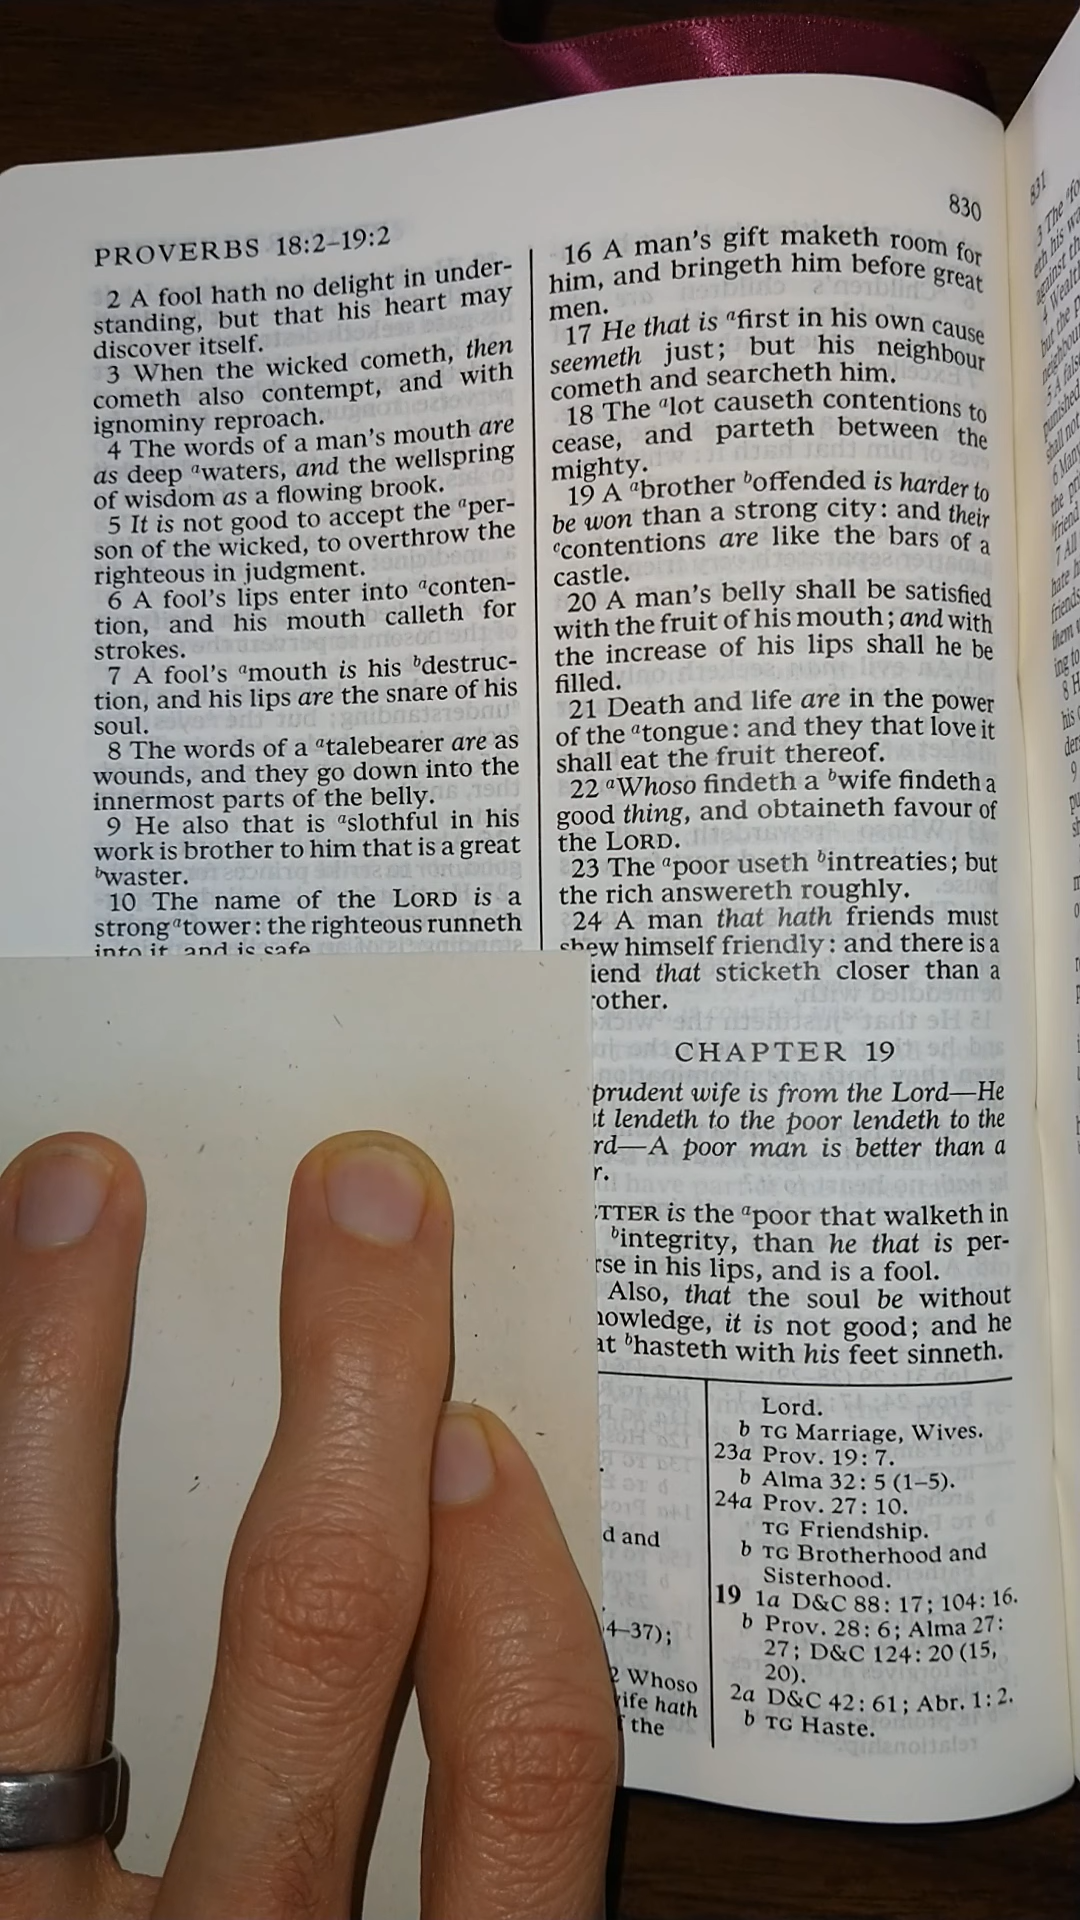 PROVERBS 18:2–19:2
830
2 A fool hath no delight in under-
standing, but that his heart may
discover itself.
3 When the wicked cometh, then
cometh also contempt, and with
ignominy reproach.
4 The words of a man's mouth are
as deep ᵃwaters, and the wellspring
of wisdom as a flowing brook.
5 It is not good to accept the ᵃper-
son of the wicked, to overthrow the
righteous in judgment.
6 A fool's lips enter into ᵃconten-
tion, and his mouth calleth for
strokes.
7 A fool's ᵃmouth is his ᵇdestruc-
tion, and his lips are the snare of his
soul.
8 The words of a ᵃtalebearer are as
wounds, and they go down into the
innermost parts of the belly.
9 He also that is ᵃslothful in his
work is brother to him that is a great
ᵇwaster.
10 The name of the LORD is a
strong ᵃtower: the righteous runneth
into it, and is safe
16 A man's gift maketh room for
him, and bringeth him before great
men.
17 He that is ᵃfirst in his own cause
seemeth just; but his neighbour
cometh and searcheth him.
18 The ᵃlot causeth contentions to
cease, and parteth between the
mighty.
19 A ᵃbrother ᵇoffended is harder to
be won than a strong city: and their
ᶜcontentions are like the bars of a
castle.
20 A man's belly shall be satisfied
with the fruit of his mouth; and with
the increase of his lips shall he be
filled.
21 Death and life are in the power
of the ᵃtongue: and they that love it
shall eat the fruit thereof.
22 ᵃWhoso findeth a ᵇwife findeth a
good thing, and obtaineth favour of
the LORD.
23 The ᵃpoor useth ᵇintreaties; but
the rich answereth roughly.
24 A man that hath friends must
shew himself friendly: and there is a
iend that sticketh closer than a
rother.
CHAPTER 19
prudent wife is from the Lord—He
t lendeth to the poor lendeth to the
rd—A poor man is better than a
r.
TTER is the ᵃpoor that walketh in
ᵇintegrity, than he that is per-
rse in his lips, and is a fool.
Also, that the soul be without
nowledge, it is not good; and he
at ᵇhasteth with his feet sinneth.
d and
4–37);
2 Whoso
ife hath
the
Lord.
b TG Marriage, Wives.
23a Prov. 19: 7.
b Alma 32: 5 (1–5).
24a Prov. 27: 10.
TG Friendship.
b TG Brotherhood and
Sisterhood.
19 1a D&C 88: 17; 104: 16.
b Prov. 28: 6; Alma 27:
27; D&C 124: 20 (15,
20).
2a D&C 42: 61; Abr. 1: 2.
b TG Haste.
831